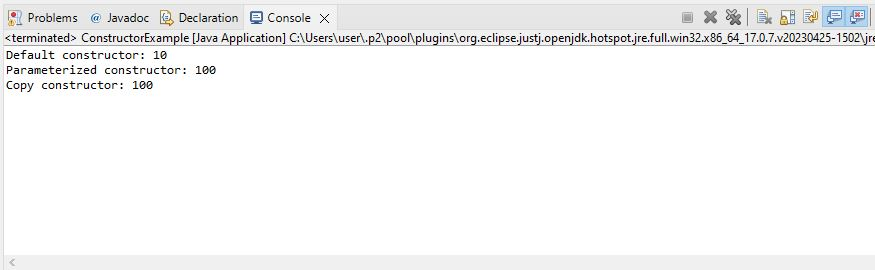 Problems @ Javadoc Declaration Console
<terminated> ConstructorExample [Java Application] C:\Users\user\.p2\pool\plugins\org.eclipse.justj.openjdk.hotspot.jre.full.win32.x86_64_17.0.7.v20230425-1502\jre
Default constructor: 10
Parameterized constructor: 100
Copy constructor: 100